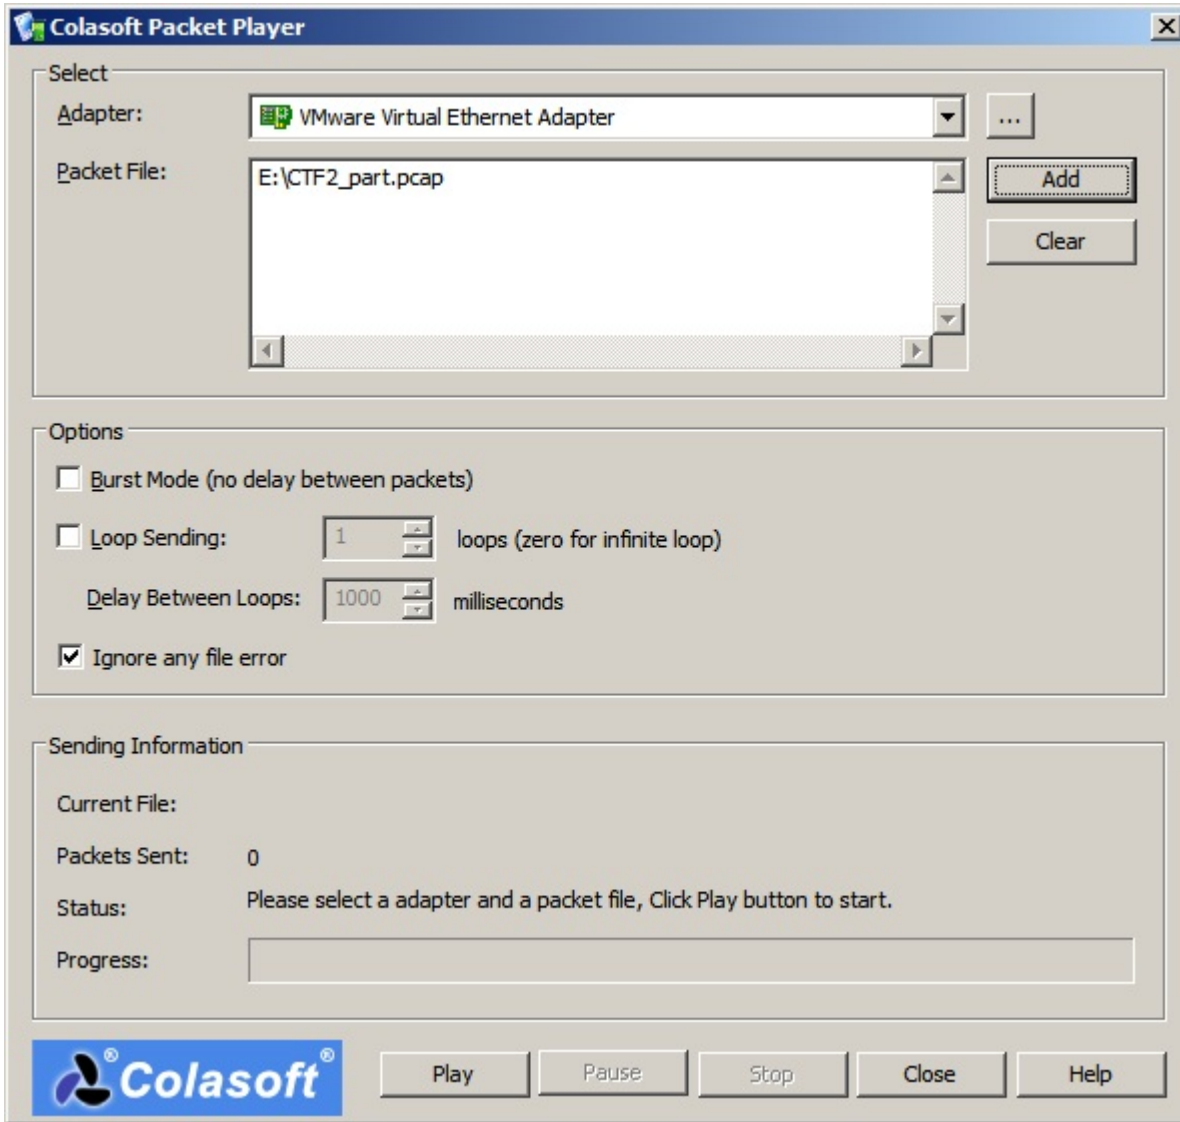 Colasoft Packet Player
Select
Adapter:
VMware Virtual Ethernet Adapter
...
Packet File:
E:\CTF2_part.pcap
Add
Clear
Options
Burst Mode (no delay between packets)
Loop Sending: 1 loops (zero for infinite loop)
Delay Between Loops: 1000 milliseconds
Ignore any file error
Sending Information
Current File:
Packets Sent: 0
Status: Please select a adapter and a packet file, Click Play button to start.
Progress:
®Colasoft® Play Pause Stop Close Help